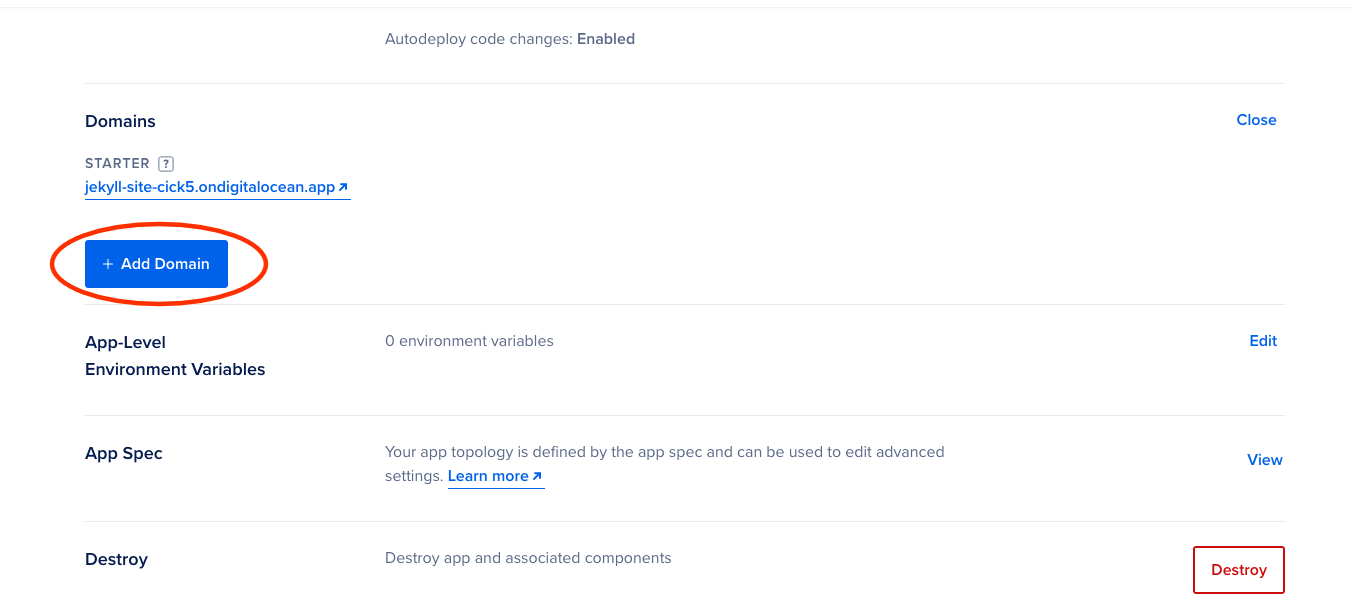 Autodeploy code changes: Enabled
Domains
Close
STARTER ?
jekyll-site-cick5.ondigitalocean.app
+ Add Domain
App-Level
Environment Variables
0 environment variables
Edit
App Spec
Your app topology is defined by the app spec and can be used to edit advanced
settings. Learn more
View
Destroy
Destroy app and associated components
Destroy